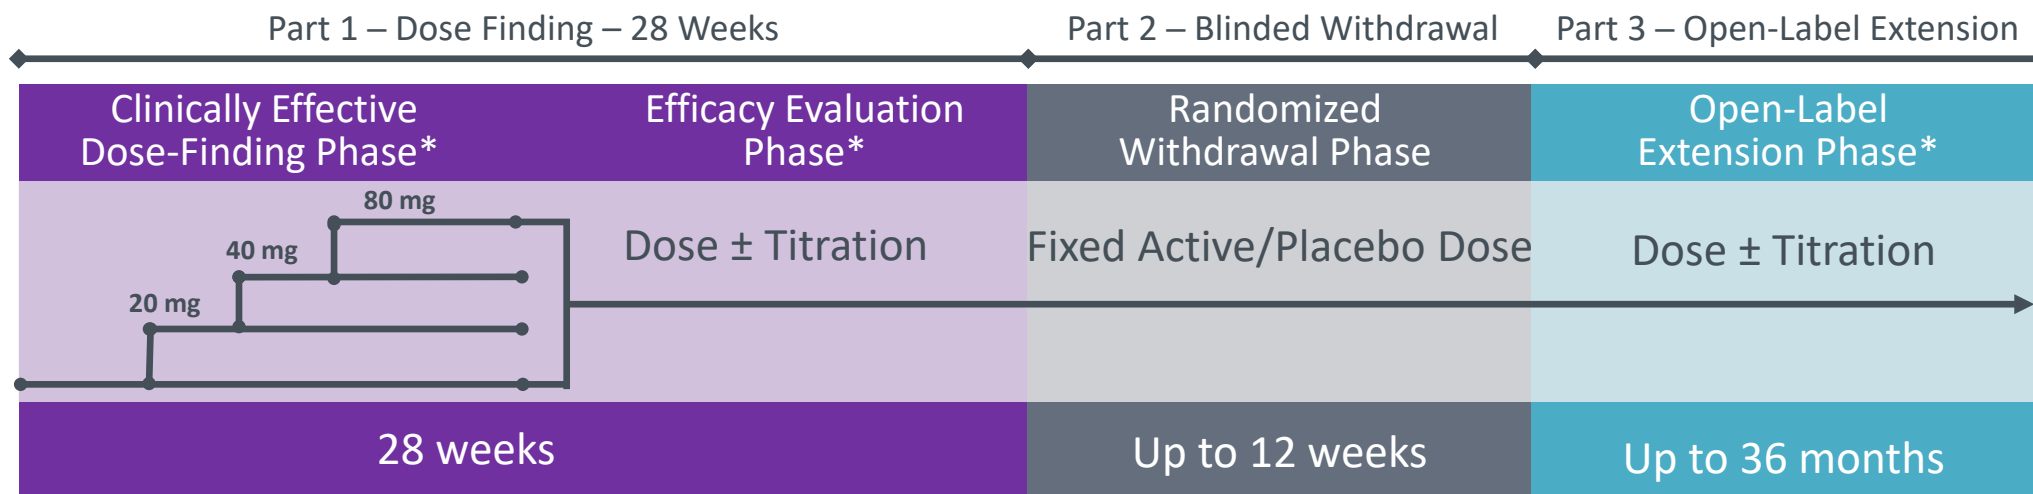 Part 1 – Dose Finding – 28 Weeks
Part 2 – Blinded Withdrawal
Part 3 – Open-Label Extension
Clinically Effective
Dose-Finding Phase*
Efficacy Evaluation
Phase*
Randomized
Withdrawal Phase
Open-Label
Extension Phase*
80 mg
40 mg
20 mg
Dose ± Titration
Fixed Active/Placebo Dose
Dose ± Titration
28 weeks
Up to 12 weeks
Up to 36 months